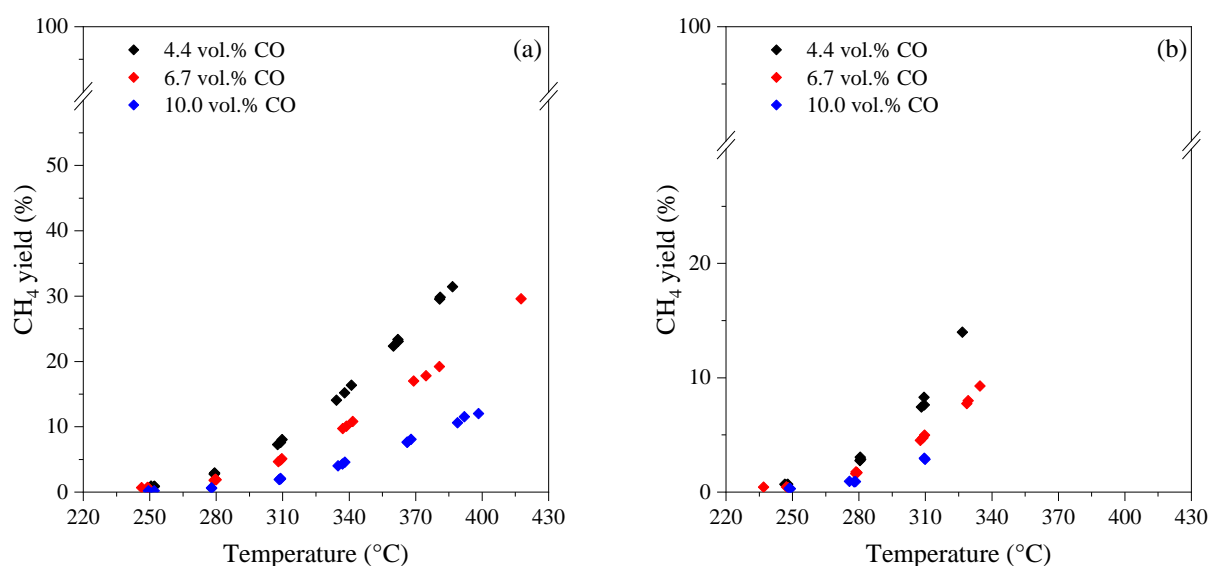 (a)
4.4 vol.% CO
6.7 vol.% CO
10.0 vol.% CO
CH₄ yield (%)
100
50
40
30
20
10
0
220 250 280 310 340 370 400 430
Temperature (°C)
(b)
4.4 vol.% CO
6.7 vol.% CO
10.0 vol.% CO
CH₄ yield (%)
100
20
10
0
220 250 280 310 340 370 400 430
Temperature (°C)